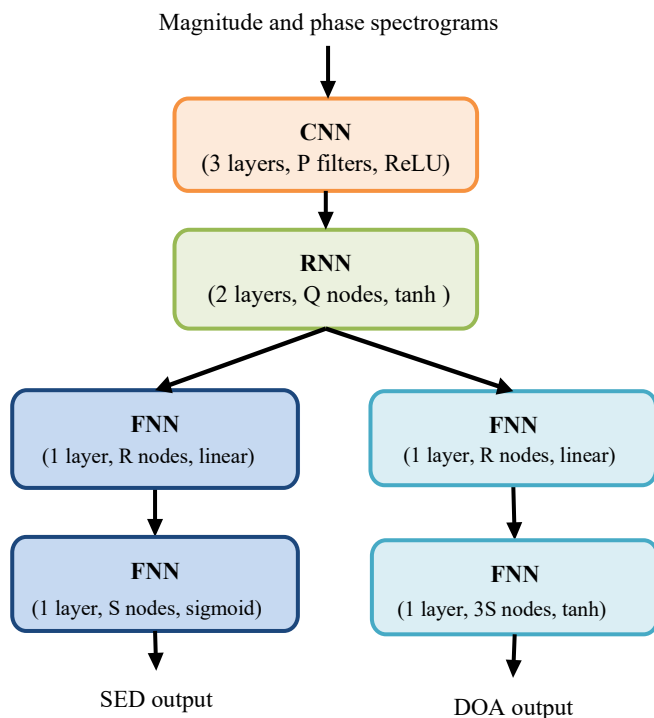 Magnitude and phase spectrograms
CNN
(3 layers, P filters, ReLU)
RNN
(2 layers, Q nodes, tanh )
FNN
(1 layer, R nodes, linear)
FNN
(1 layer, R nodes, linear)
FNN
(1 layer, S nodes, sigmoid)
FNN
(1 layer, 3S nodes, tanh)
SED output
DOA output